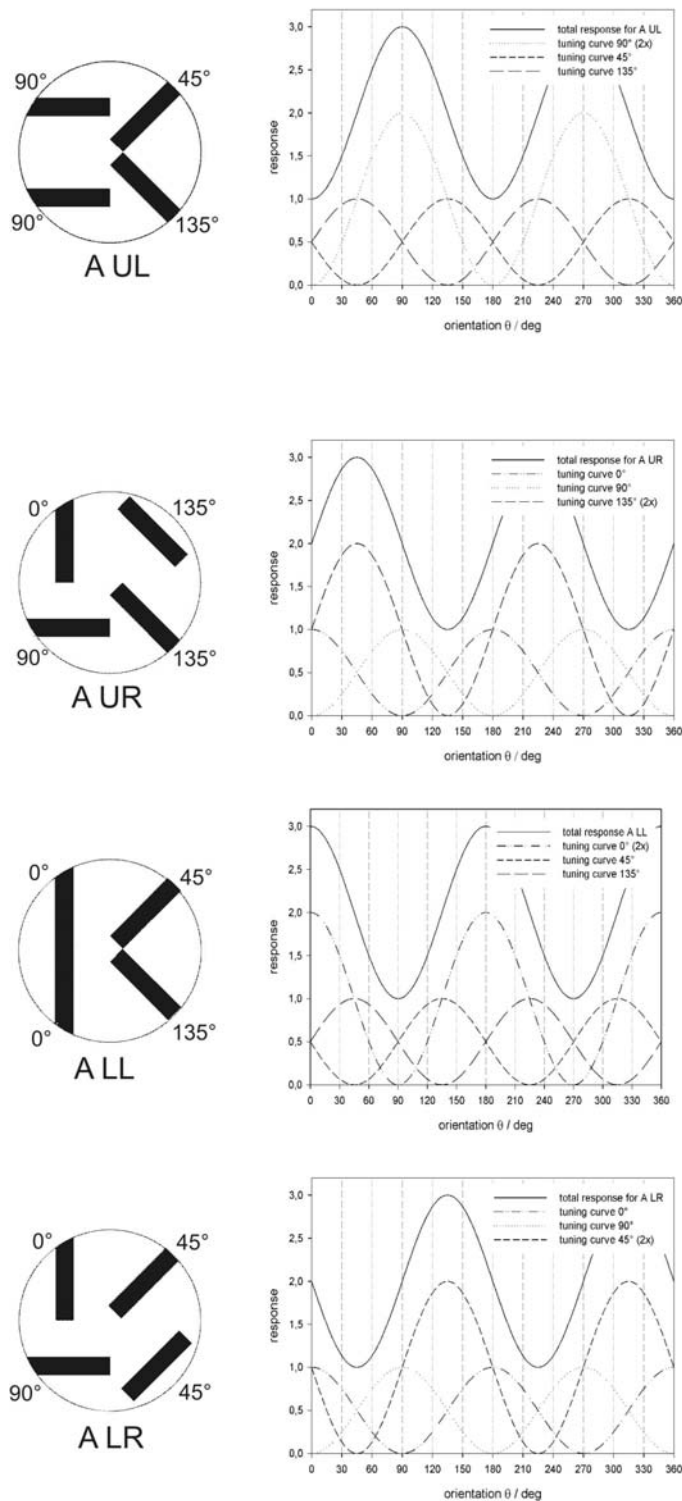 90°
45°
90°
135°
A UL
total response for A UL
tuning curve 90° (2x)
tuning curve 45°
tuning curve 135°
response
3,0
2,5
2,0
1,5
1,0
0,5
0,0
0 30 60 90 120 150 180 210 240 270 300 330 360
orientation θ / deg
0°
135°
90°
135°
A UR
total response for A UR
tuning curve 0°
tuning curve 90°
tuning curve 135° (2x)
response
3,0
2,5
2,0
1,5
1,0
0,5
0,0
0 30 60 90 120 150 180 210 240 270 300 330 360
orientation θ / deg
0°
45°
0°
135°
A LL
total response A LL
tuning curve 0° (2x)
tuning curve 45°
tuning curve 135°
response
3,0
2,5
2,0
1,5
1,0
0,5
0,0
0 30 60 90 120 150 180 210 240 270 300 330 360
orientation θ / deg
0°
45°
90°
45°
A LR
total response for A LR
tuning curve 0°
tuning curve 90°
tuning curve 45° (2x)
response
3,0
2,5
2,0
1,5
1,0
0,5
0,0
0 30 60 90 120 150 180 210 240 270 300 330 360
orientation θ / deg